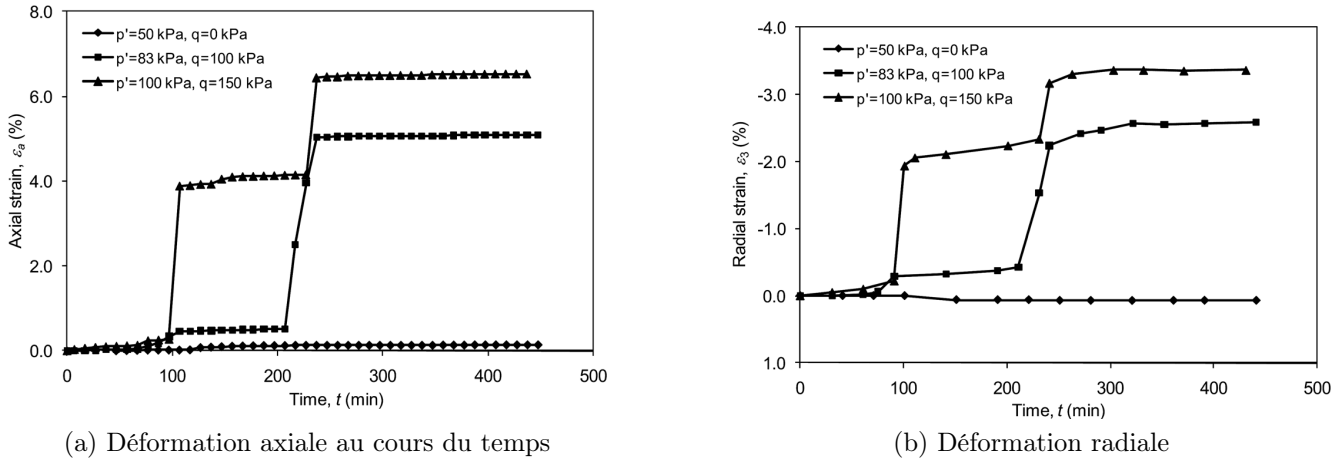 8.0
6.0
4.0
2.0
0.0
Axial strain, εa (%)
p'=50 kPa, q=0 kPa
p'=83 kPa, q=100 kPa
p'=100 kPa, q=150 kPa
0 100 200 300 400 500
Time, t (min)
(a) Déformation axiale au cours du temps
-4.0
-3.0
-2.0
-1.0
0.0
1.0
Radial strain, ε3 (%)
p'=50 kPa, q=0 kPa
p'=83 kPa, q=100 kPa
p'=100 kPa, q=150 kPa
0 100 200 300 400 500
Time, t (min)
(b) Déformation radiale